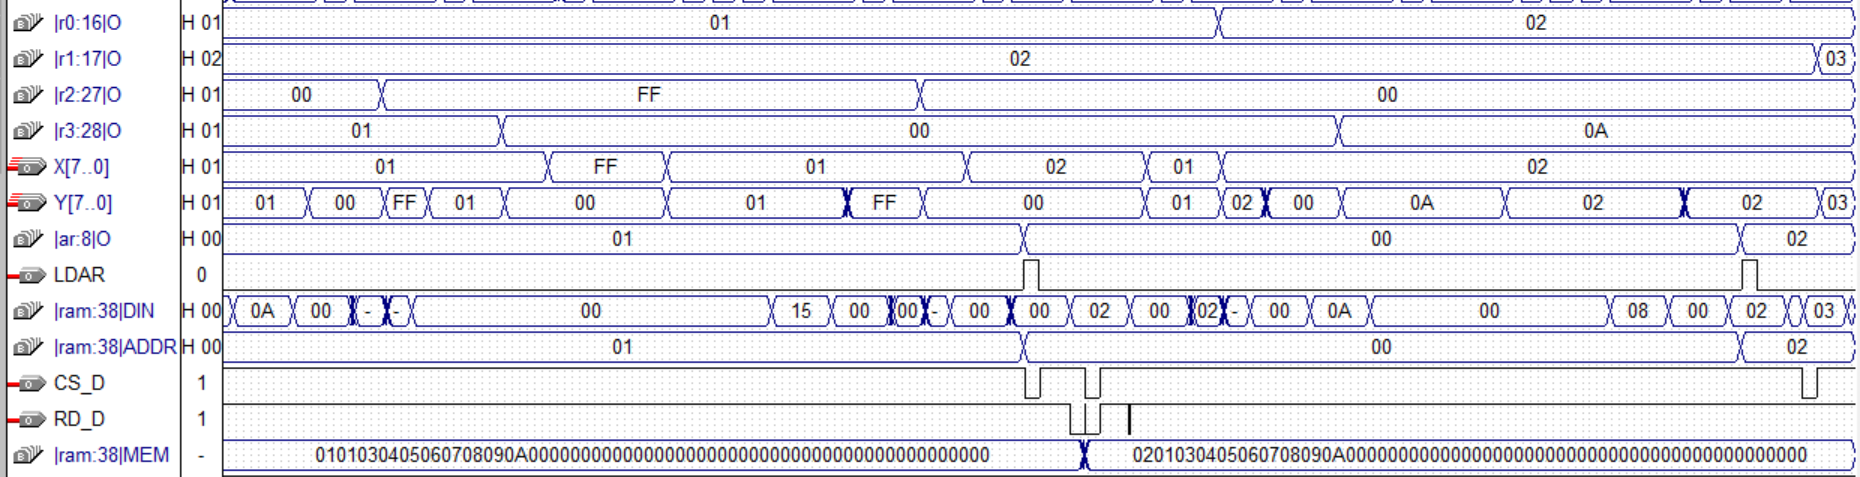 |r0:16|O H 01 01 02
|r1:17|O H 02 02 03
|r2:27|O H 01 00 FF 00
|r3:28|O H 01 01 00 0A
X[7..0] H 01 01 FF 01 02 01 02
Y[7..0] H 01 01 00 FF 01 00 01 FF 00 01 02 00 0A 02 02 03
|ar:8|O H 00 01 00 02
LDAR 0
|ram:38|DIN H 00 0A 00 - - 00 15 00 00 - 00 00 02 00 02 - 00 0A 00 08 00 02 03
|ram:38|ADDR H 00 01 00 02
CS_D 1
RD_D 1
|ram:38|MEM - 0101030405060708090A00000000000000000000000000000000000000000000 0201030405060708090A00000000000000000000000000000000000000000000